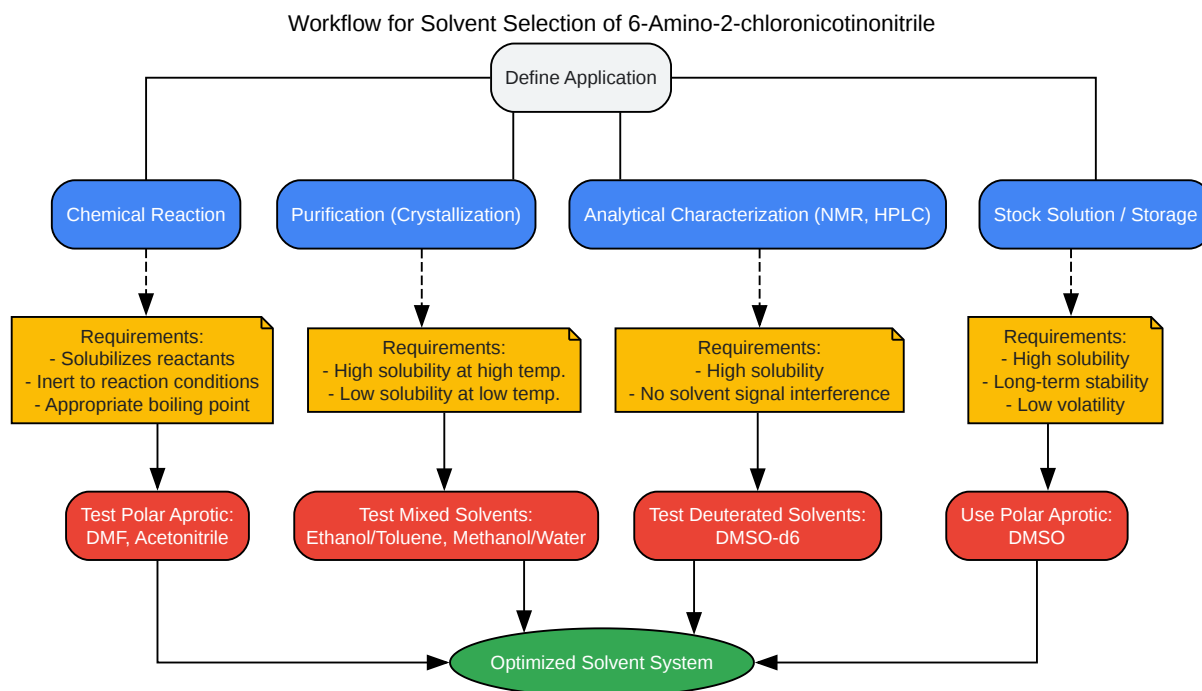 Workflow for Solvent Selection of 6-Amino-2-chloronicotinonitrile
Define Application
Chemical Reaction
Purification (Crystallization)
Analytical Characterization (NMR, HPLC)
Stock Solution / Storage
Requirements:
- Solubilizes reactants
- Inert to reaction conditions
- Appropriate boiling point
Requirements:
- High solubility at high temp.
- Low solubility at low temp.
Requirements:
- High solubility
- No solvent signal interference
Requirements:
- High solubility
- Long-term stability
- Low volatility
Test Polar Aprotic:
DMF, Acetonitrile
Test Mixed Solvents:
Ethanol/Toluene, Methanol/Water
Test Deuterated Solvents:
DMSO-d6
Use Polar Aprotic:
DMSO
Optimized Solvent System